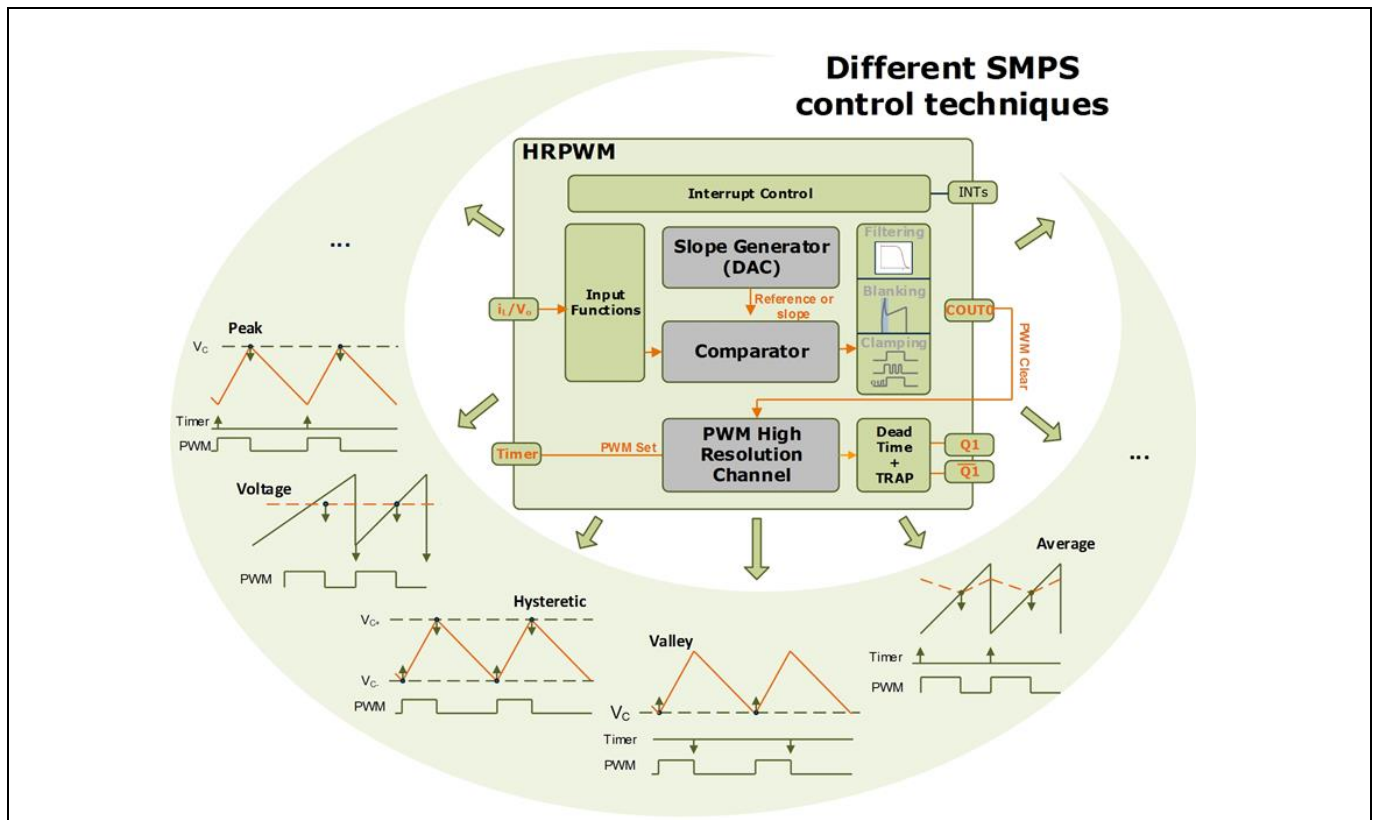 Different SMPS
control techniques
HRPWM
Interrupt Control
INTs
Input
Functions
Slope Generator
(DAC)
Filtering
Blanking
Clamping
out
iL/Vo
Reference or
slope
Comparator
COUT0
PWM Clear
Timer
PWM Set
PWM High
Resolution
Channel
Dead
Time
+
TRAP
Q1
Q1
...
...
Peak
VC
Timer
PWM
Voltage
PWM
Hysteretic
VC+
VC-
PWM
Valley
VC
Timer
PWM
Average
Timer
PWM